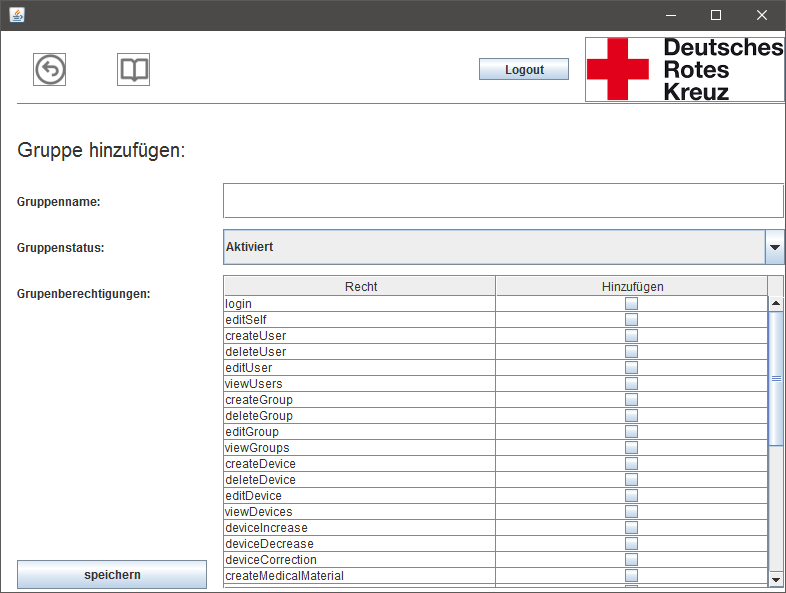 Logout
Deutsches
Rotes
Kreuz
Gruppe hinzufügen:
Gruppenname:
Gruppenstatus:
Aktiviert
Grupenberechtigungen:
Recht Hinzufügen
login
editSelf
createUser
deleteUser
editUser
viewUsers
createGroup
deleteGroup
editGroup
viewGroups
createDevice
deleteDevice
editDevice
viewDevices
deviceIncrease
deviceDecrease
deviceCorrection
createMedicalMaterial
speichern